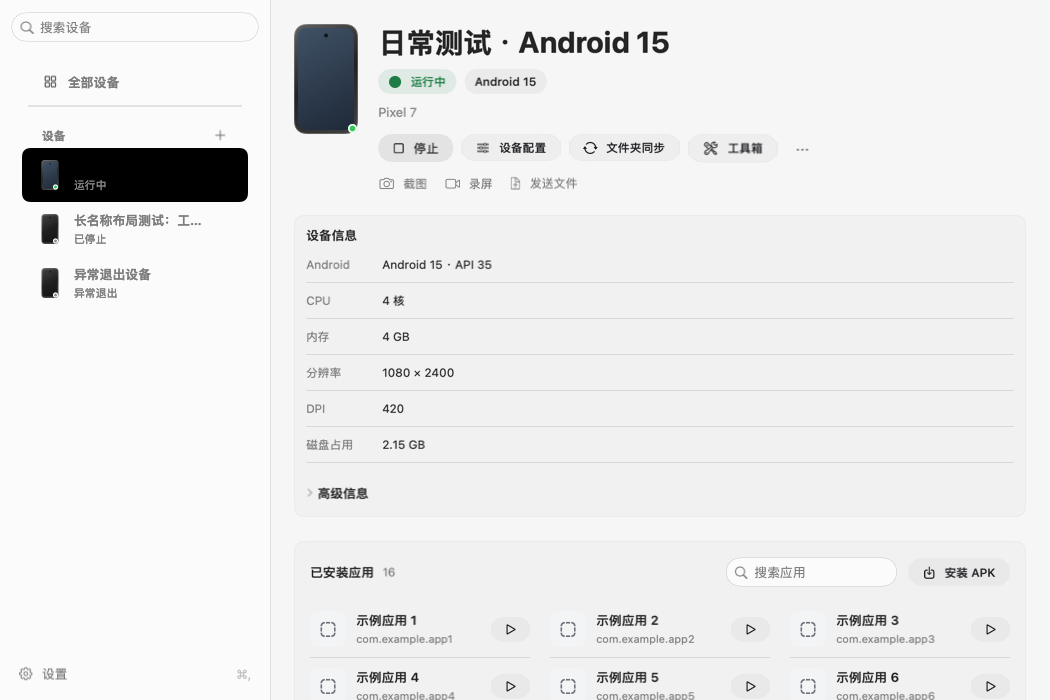 搜索设备
全部设备
设备
运行中
长名称布局测试：工...
已停止
异常退出设备
异常退出
设置
⌘,
日常测试 · Android 15
运行中
Android 15
Pixel 7
停止
设备配置
文件夹同步
工具箱
...
截图
录屏
发送文件
设备信息
Android
Android 15 · API 35
CPU
4 核
内存
4 GB
分辨率
1080 × 2400
DPI
420
磁盘占用
2.15 GB
高级信息
已安装应用 16
搜索应用
安装 APK
示例应用 1
com.example.app1
示例应用 2
com.example.app2
示例应用 3
com.example.app3
示例应用 4
com.example.app4
示例应用 5
com.example.app5
示例应用 6
com.example.app6